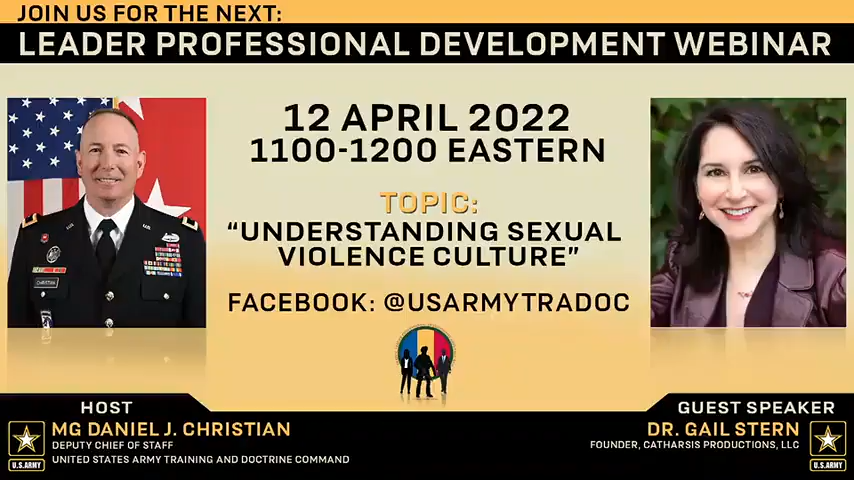 JOIN US FOR THE NEXT:
LEADER PROFESSIONAL DEVELOPMENT WEBINAR
12 APRIL 2022
1100-1200 EASTERN
TOPIC:
“UNDERSTANDING SEXUAL
VIOLENCE CULTURE”
FACEBOOK: @USARMYTRADOC
CHRISTIAN
HOST
MG DANIEL J. CHRISTIAN
DEPUTY CHIEF OF STAFF
UNITED STATES ARMY TRAINING AND DOCTRINE COMMAND
U.S.ARMY
GUEST SPEAKER
DR. GAIL STERN
FOUNDER, CATHARSIS PRODUCTIONS, LLC
U.S.ARMY